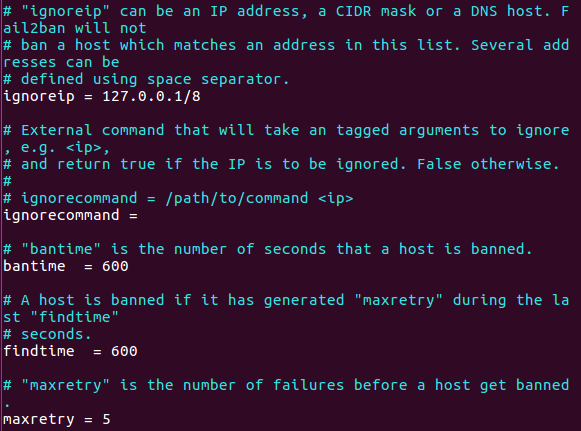 # "ignoreip" can be an IP address, a CIDR mask or a DNS host. F
ail2ban will not
# ban a host which matches an address in this list. Several add
resses can be
# defined using space separator.
ignoreip = 127.0.0.1/8

# External command that will take an tagged arguments to ignore
, e.g. <ip>,
# and return true if the IP is to be ignored. False otherwise.
#
# ignorecommand = /path/to/command <ip>
ignorecommand =

# "bantime" is the number of seconds that a host is banned.
bantime  = 600

# A host is banned if it has generated "maxretry" during the la
st "findtime"
# seconds.
findtime  = 600

# "maxretry" is the number of failures before a host get banned
.
maxretry = 5